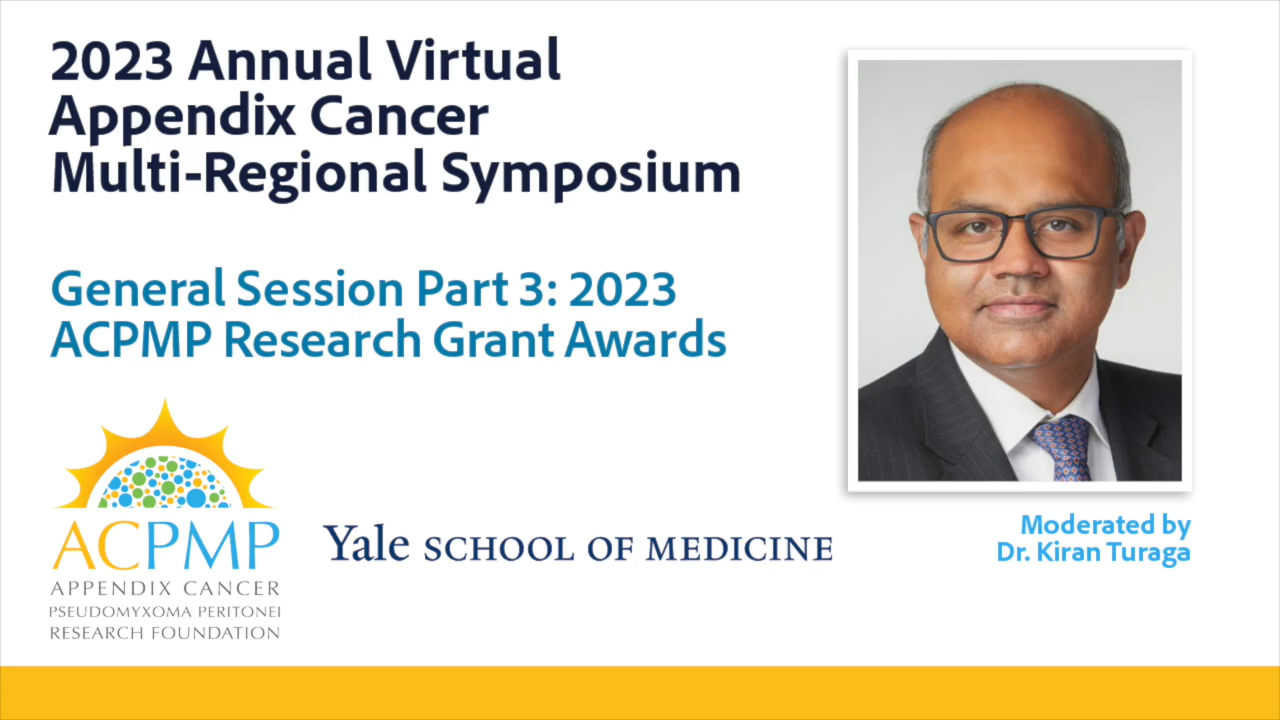 2023 Annual Virtual
Appendix Cancer
Multi-Regional Symposium
General Session Part 3: 2023
ACPMP Research Grant Awards
ACPMP
APPENDIX CANCER
PSEUDOMYXOMA PERITONEI
RESEARCH FOUNDATION
Yale SCHOOL OF MEDICINE
Moderated by
Dr. Kiran Turaga